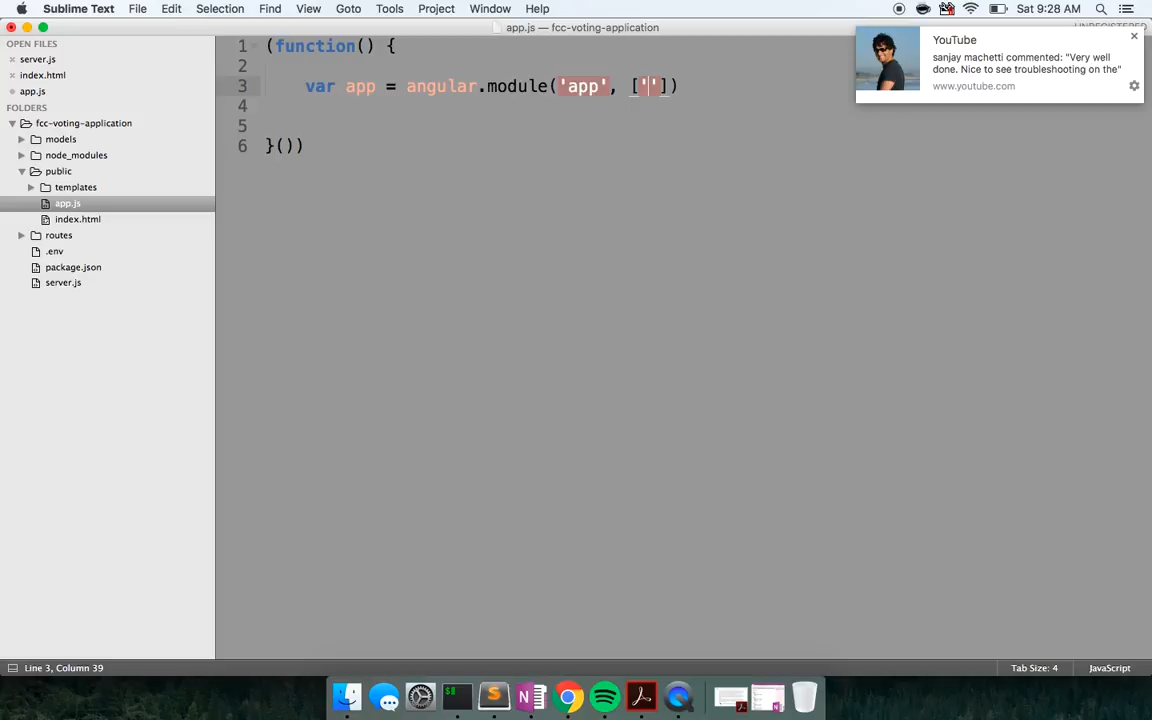 Sublime Text File Edit Selection Find View Goto Tools Project Window Help Sat 9:28 AM
app.js — fcc-voting-application
OPEN FILES
server.js
index.html
app.js
FOLDERS
fcc-voting-application
models
node_modules
public
templates
app.js
index.html
routes
.env
package.json
server.js
1 (function() {
2
3 var app = angular.module('app', [''])
4
5
6 }())
YouTube
sanjay machetti commented: "Very well
done. Nice to see troubleshooting on the"
www.youtube.com
Line 3, Column 39 Tab Size: 4 JavaScript